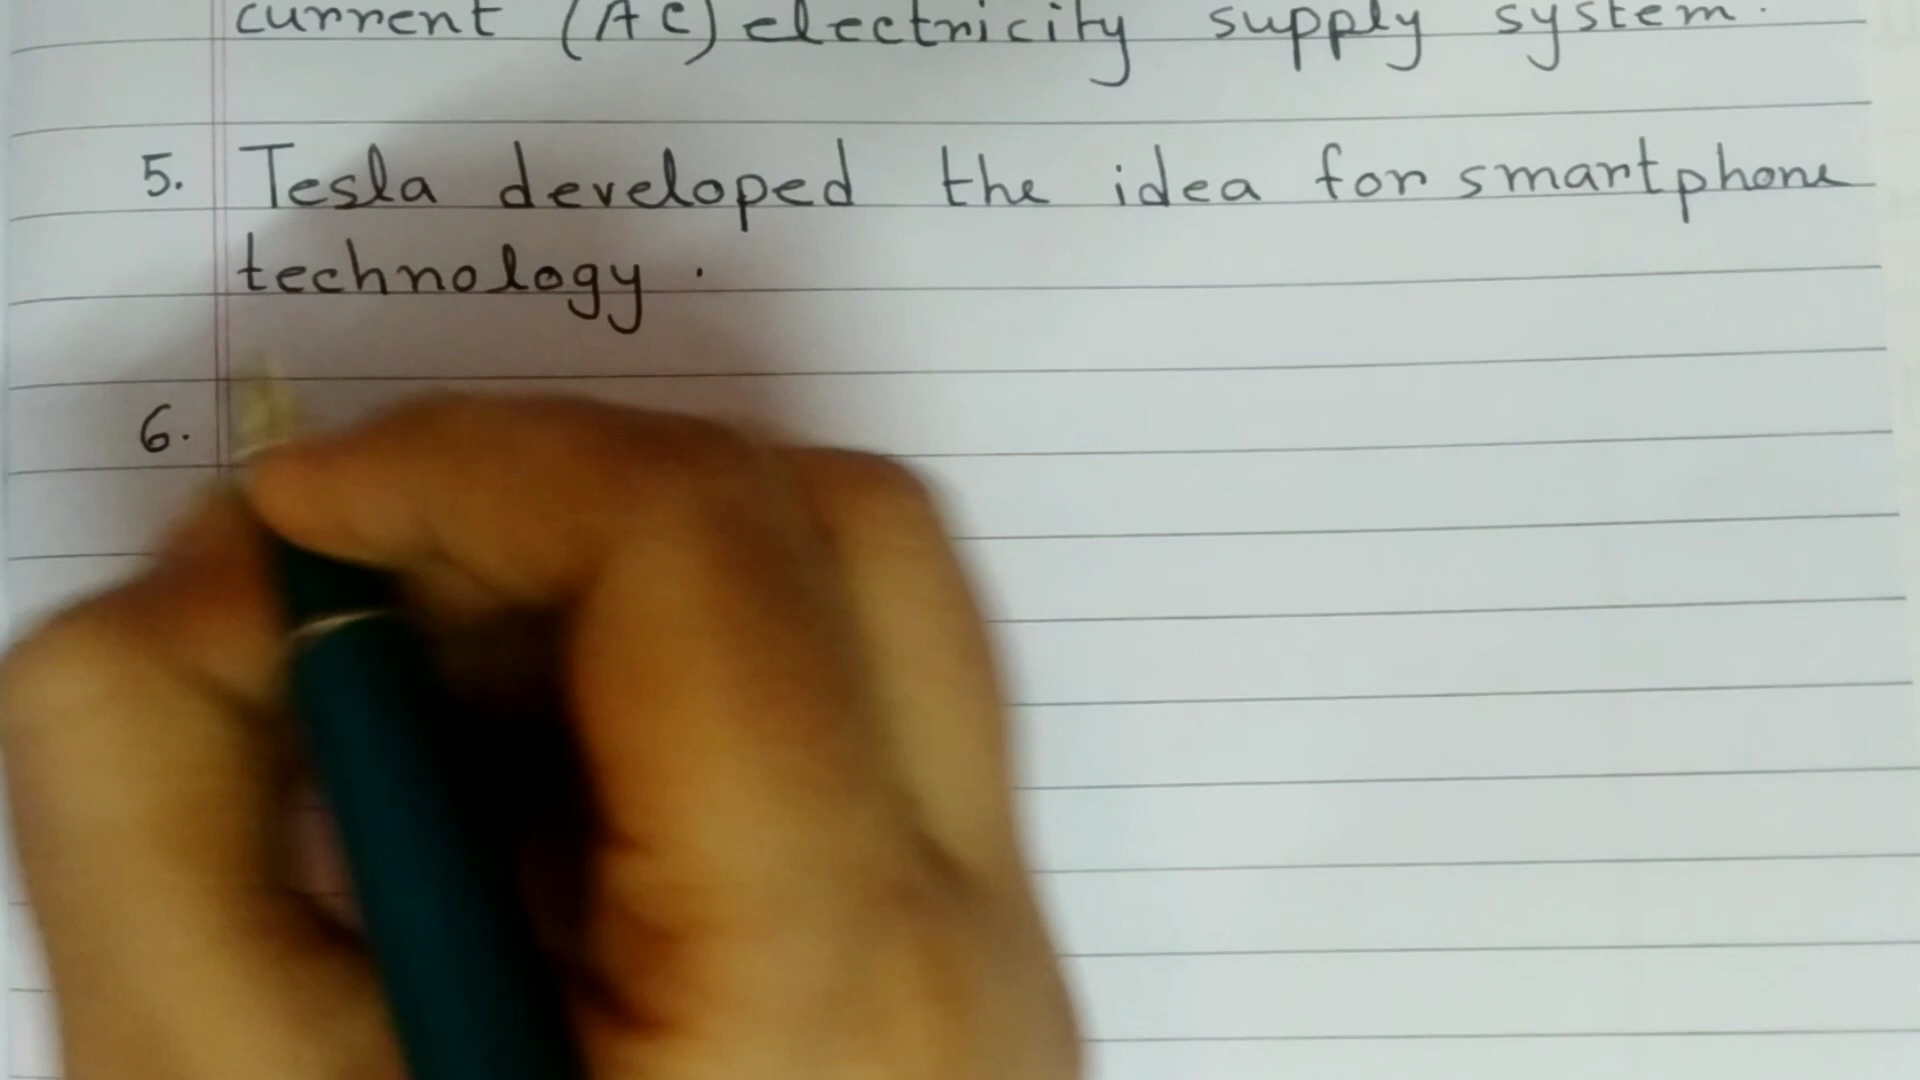 current (AC) electricity supply system.
5. Tesla developed the idea for smartphone
technology.
6.